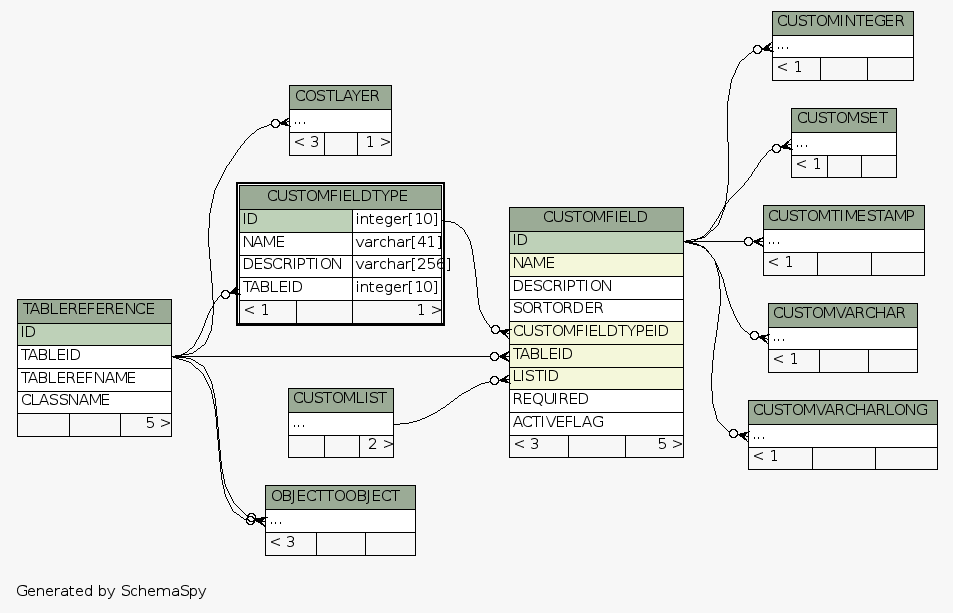 CUSTOMINTEGER
...
< 1
COSTLAYER
...
< 3 1 >
CUSTOMSET
...
< 1
CUSTOMFIELDTYPE
ID integer[10]
NAME varchar[41]
DESCRIPTION varchar[256]
TABLEID integer[10]
< 1 1 >
CUSTOMFIELD
ID
NAME
DESCRIPTION
SORTORDER
CUSTOMFIELDTYPEID
TABLEID
LISTID
REQUIRED
ACTIVEFLAG
< 3 5 >
CUSTOMTIMESTAMP
...
< 1
TABLEREFERENCE
ID
TABLEID
TABLEREFNAME
CLASSNAME
5 >
CUSTOMVARCHAR
...
< 1
CUSTOMLIST
...
2 >
CUSTOMVARCHARLONG
...
< 1
OBJECTTOOBJECT
...
< 3
Generated by SchemaSpy